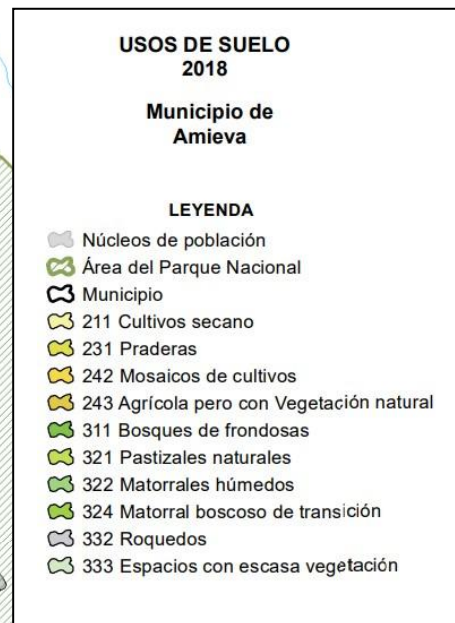 USOS DE SUELO
2018
Municipio de
Amieva
LEYENDA
Núcleos de población
Área del Parque Nacional
Municipio
211 Cultivos secano
231 Praderas
242 Mosaicos de cultivos
243 Agrícola pero con Vegetación natural
311 Bosques de frondosas
321 Pastizales naturales
322 Matorrales húmedos
324 Matorral boscoso de transición
332 Roquedos
333 Espacios con escasa vegetación